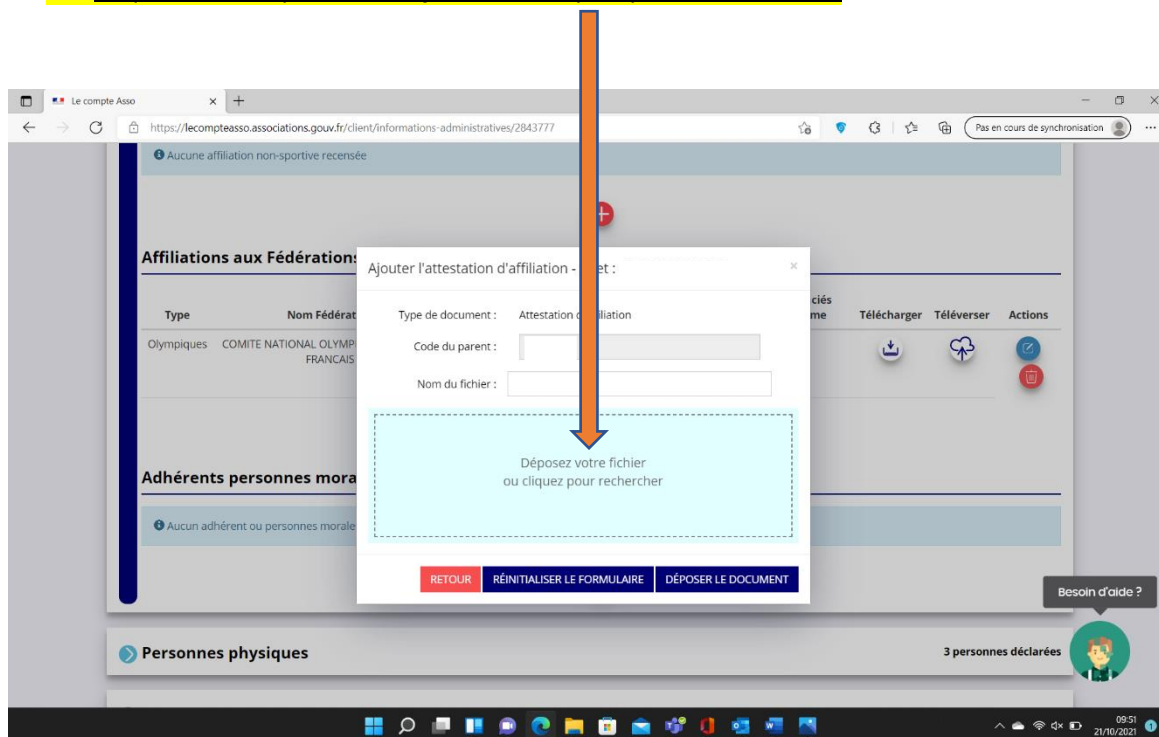 Le compte Asso
https://lecompteasso.associations.gouv.fr/client/informations-administratives/2843777
Pas en cours de synchronisation
Aucune affiliation non-sportive recensée
Affiliations aux Fédérations
Ajouter l'attestation d'affiliation -
Type
Nom Fédérat
Télécharger
Téléverser
Actions
Type de document :
Attestation
Olympiques
COMITE NATIONAL OLYMP
FRANCAIS
Code du parent :
Nom du fichier :
Déposez votre fichier
ou cliquez pour rechercher
Adhérents personnes mora
Aucun adhérent ou personnes morale
RETOUR
RÉINITIALISER LE FORMULAIRE
DÉPOSER LE DOCUMENT
Besoin d'aide ?
Personnes physiques
3 personnes déclarées
09:51
21/10/2021